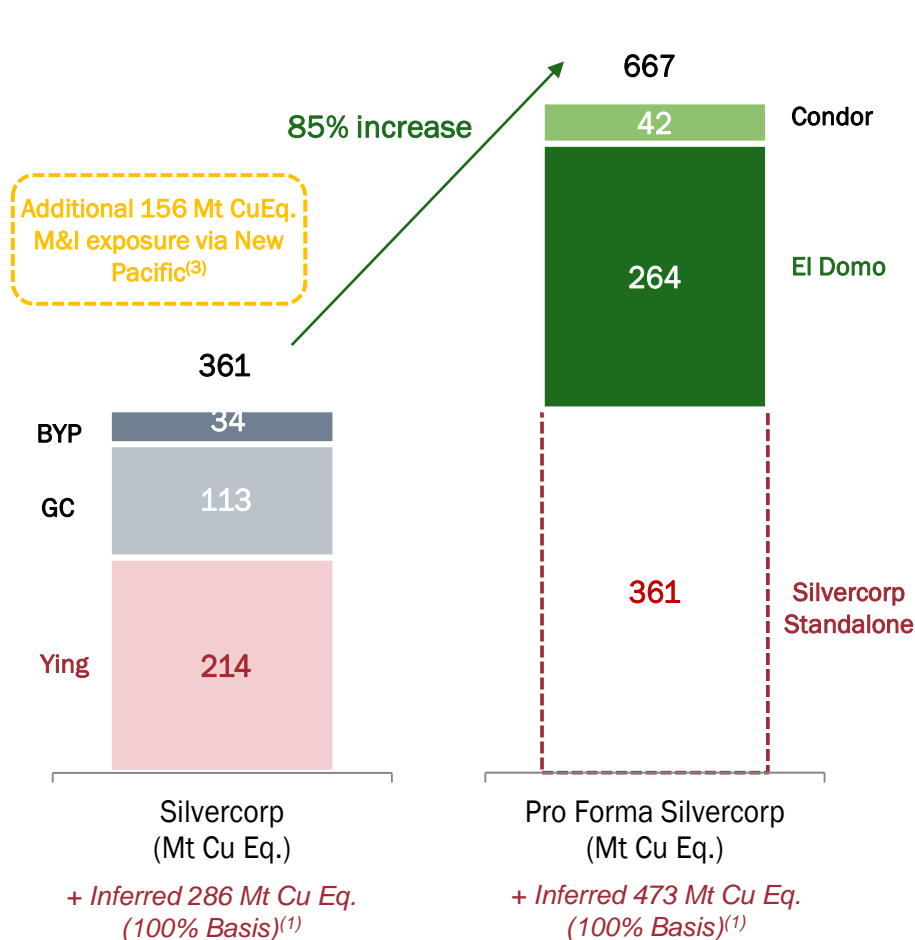 667
42
Condor
85% increase
Additional 156 Mt CuEq.
M&I exposure via New
Pacific(3)
264
El Domo
361
34
BYP
113
GC
361
Silvercorp
Standalone
214
Ying
Silvercorp
(Mt Cu Eq.)
+ Inferred 286 Mt Cu Eq.
(100% Basis)(1)
Pro Forma Silvercorp
(Mt Cu Eq.)
+ Inferred 473 Mt Cu Eq.
(100% Basis)(1)